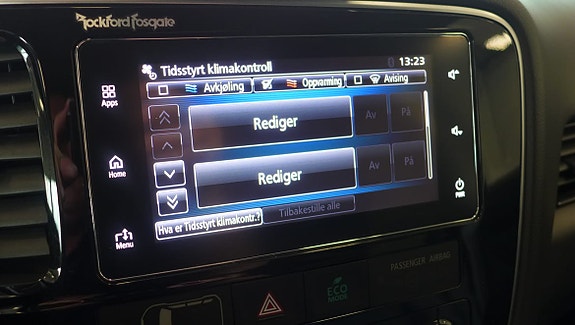 Rockford Fosgate
Tidsstyrt klimakontroll 13:23
Avkjøling Oppvarming Avising
Apps
Rediger Av På
Home
Rediger Av På
PWR
Menu
Hva er Tidsstyrt klimakontr.? Tilbakestille alle
PASSENGER AIRBAG
ECO
MODE